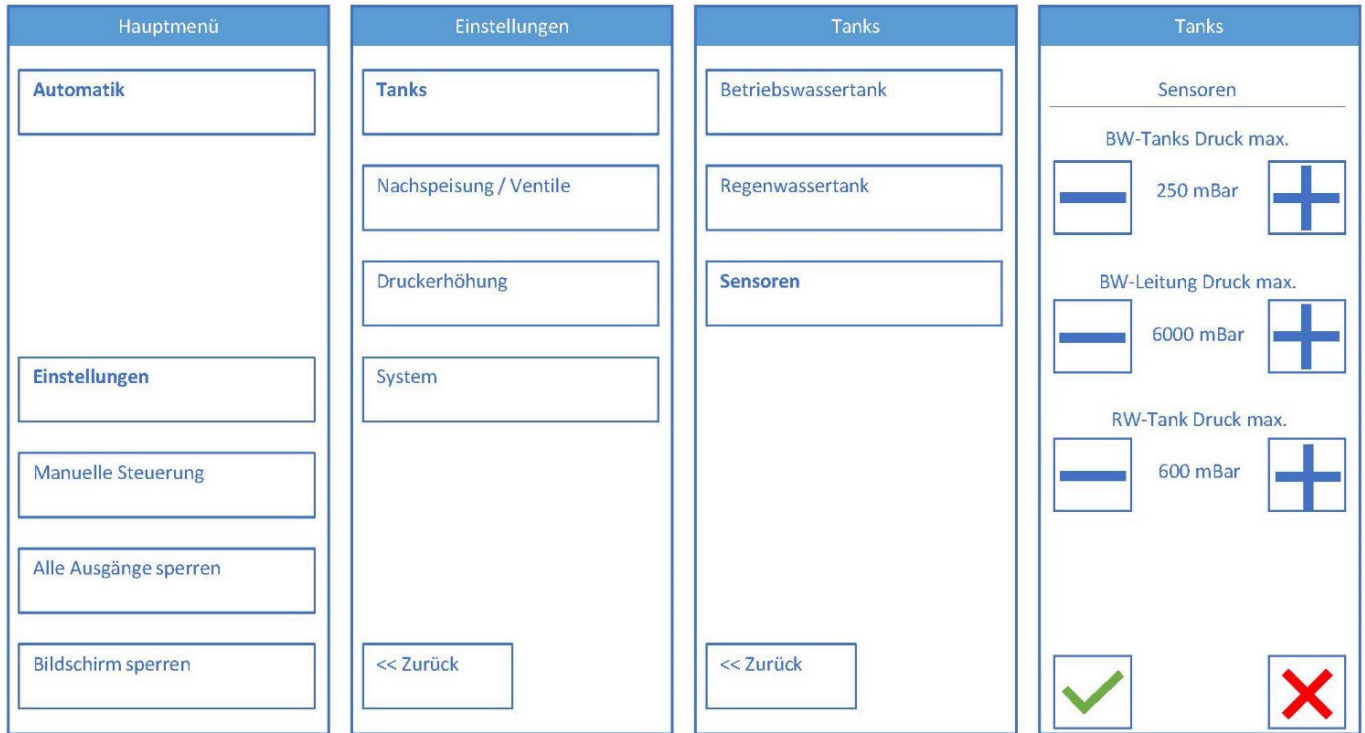 Hauptmenü
Automatik
Einstellungen
Manuelle Steuerung
Alle Ausgänge sperren
Bildschirm sperren
Einstellungen
Tanks
Nachspeisung / Ventile
Druckerhöhung
System
<< Zurück
Tanks
Betriebswassertank
Regenwassertank
Sensoren
<< Zurück
Tanks
Sensoren
BW-Tanks Druck max.
250 mBar
BW-Leitung Druck max.
6000 mBar
RW-Tank Druck max.
600 mBar